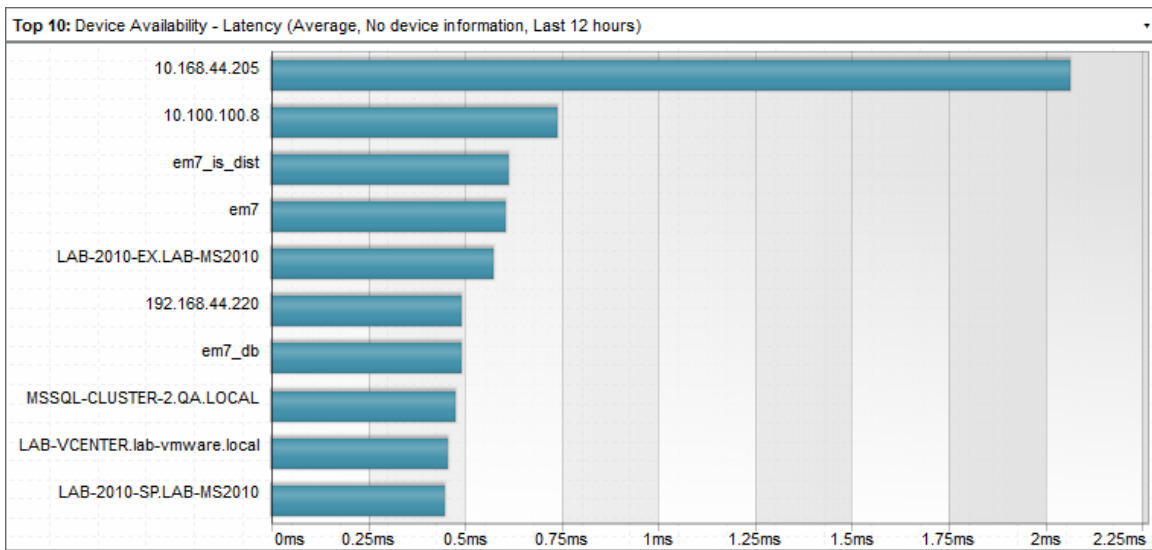 Top 10: Device Availability - Latency (Average, No device information, Last 12 hours)
10.168.44.205
10.100.100.8
em7_is_dist
em7
LAB-2010-EX.LAB-MS2010
192.168.44.220
em7_db
MSSQL-CLUSTER-2.QA.LOCAL
LAB-VCENTER.lab-vmware.local
LAB-2010-SP.LAB-MS2010
0ms 0.25ms 0.5ms 0.75ms 1ms 1.25ms 1.5ms 1.75ms 2ms 2.25ms